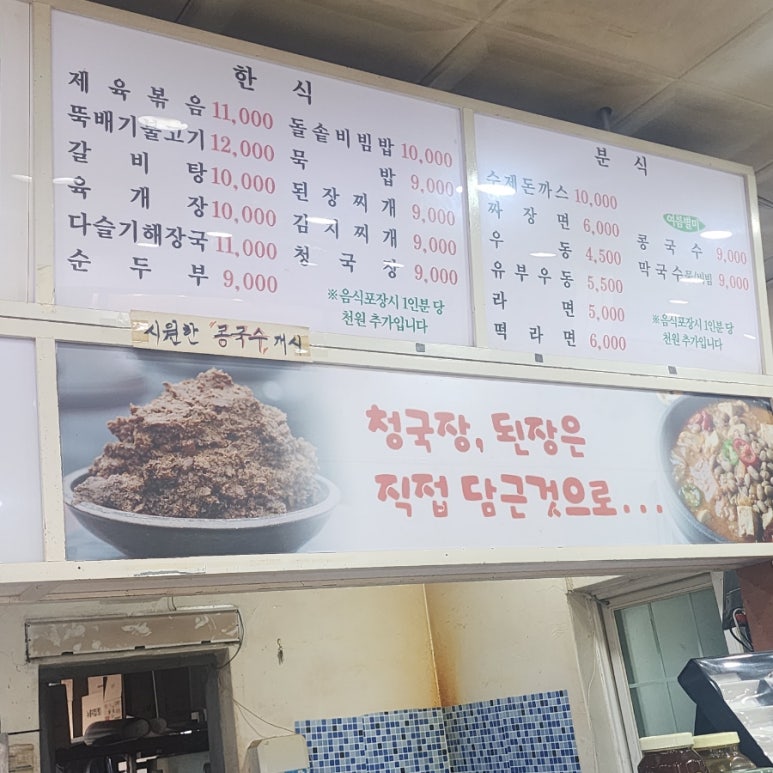 한 식
제육볶음 11,000
뚝배기불고기 12,000
갈비탕 10,000
육개장 10,000
다슬기해장국 11,000
순두부 9,000
돌솥비빔밥 10,000
묵밥 9,000
된장찌개 9,000
김치찌개 9,000
청국장 9,000
※음식포장시 1인분 당
천원 추가입니다
분 식
수제돈까스 10,000
짜장면 6,000
우동 4,500
유부우동 5,500
라면 5,000
떡라면 6,000
여름별미
콩국수 9,000
막국수 물/비빔 9,000
※음식포장시 1인분 당
천원 추가입니다
시원한 콩국수 개시
청국장, 된장은
직접 담근것으로...